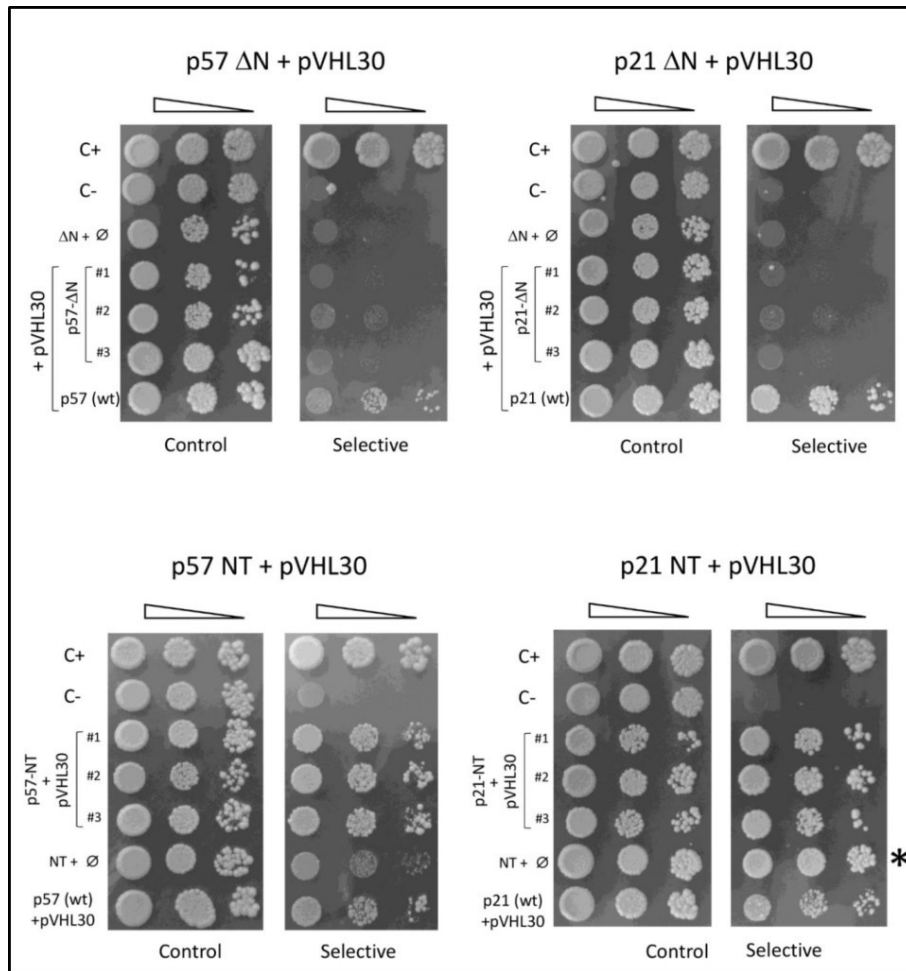 p57 ΔN + pVHL30
C+
C-
ΔN + Ø
#1
#2
#3
p57-ΔN
+ pVHL30
p57 (wt)
Control
Selective
p21 ΔN + pVHL30
C+
C-
ΔN + Ø
#1
#2
#3
p21-ΔN
+ pVHL30
p21 (wt)
Control
Selective
p57 NT + pVHL30
C+
C-
#1
#2
#3
p57-NT
+
pVHL30
NT + Ø
p57 (wt)
+pVHL30
Control
Selective
p21 NT + pVHL30
C+
C-
#1
#2
#3
p21-NT
+
pVHL30
NT + Ø
*
p21 (wt)
+pVHL30
Control
Selective